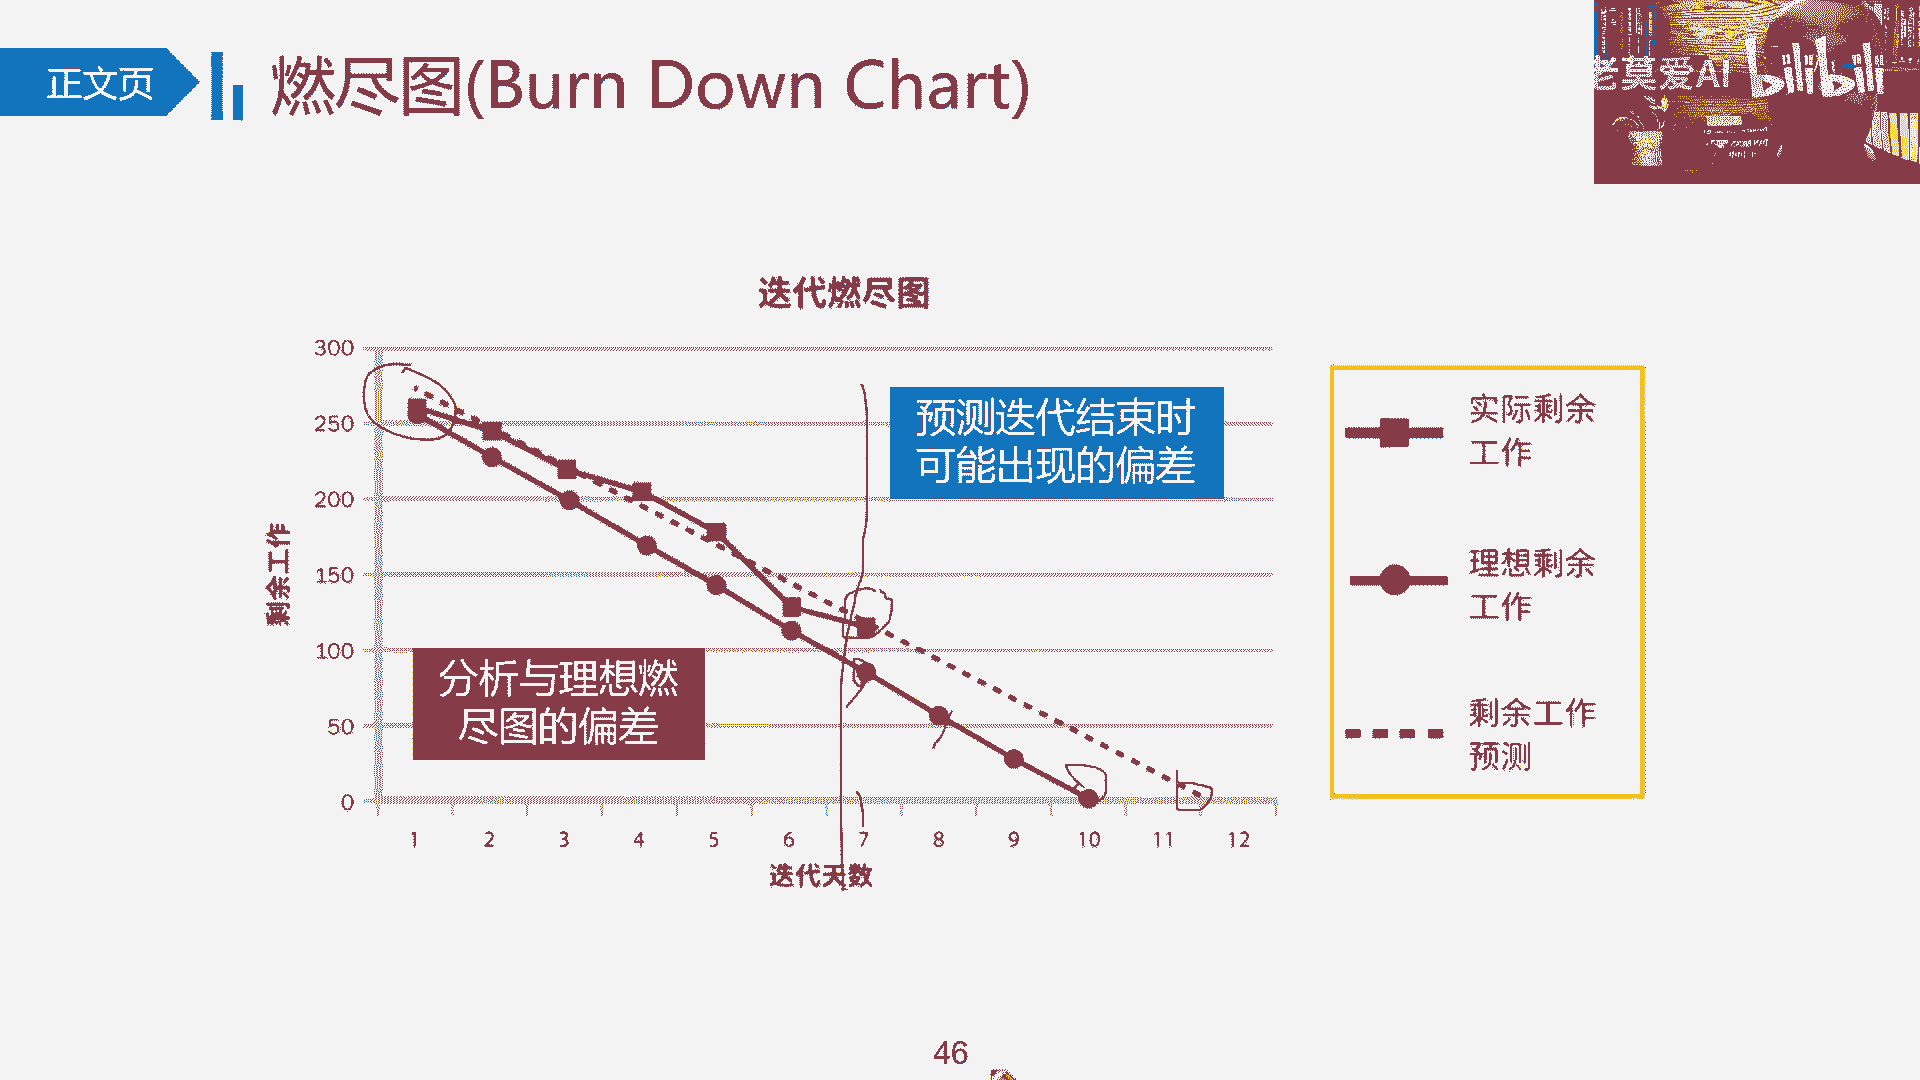 正文页
燃尽图(Burn Down Chart)
老莫爱AI bilibili
迭代燃尽图
300
250
200
150
100
50
0
剩余工作
预测迭代结束时
可能出现的偏差
分析与理想燃
尽图的偏差
1 2 3 4 5 6 7 8 9 10 11 12
迭代天数
实际剩余
工作
理想剩余
工作
剩余工作
预测
46